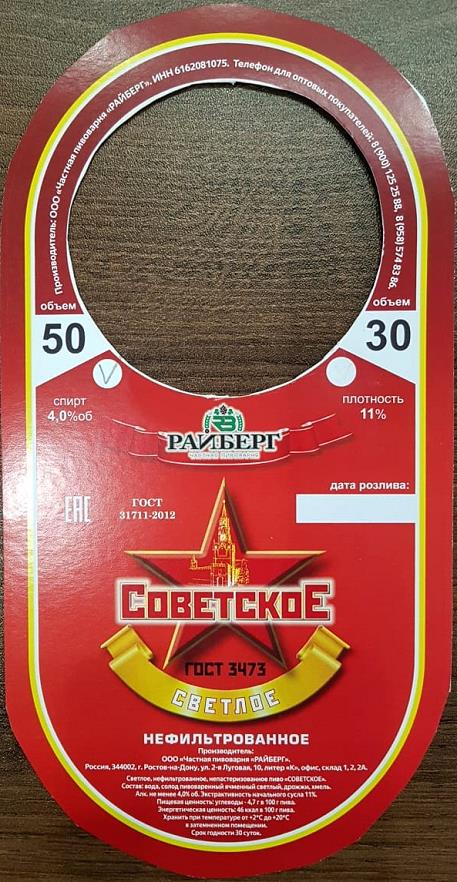 Производитель: ООО «Частная пивоварня «РАЙБЕРГ», ИНН 6162081075. Телефон для оптовых покупателей: 8 (900) 125 25 88, 8 (958) 574 83 86.
объем
50
объем
30
спирт
4,0%об
плотность
11%
РАЙБЕРГ
ЧАСТНАЯ ПИВОВАРНЯ
дата розлива:
ЕАС
ГОСТ
31711-2012
СОВЕТСКОЕ
ГОСТ 3473
СВЕТЛОЕ
НЕФИЛЬТРОВАННОЕ
Производитель:
ООО «Частная пивоварня «РАЙБЕРГ».
Россия, 344002, г. Ростов-на-Дону, ул. 2-я Луговая, 10, литер «К», офис, склад 1, 2, 2А.
Светлое, нефильтрованное, непастеризованное пиво «СОВЕТСКОЕ».
Состав: вода, солод пивоваренный ячменный светлый, дрожжи, хмель.
Алк. не менее 4,0% об. Экстрактивность начального сусла 11%.
Пищевая ценность: углеводы - 4,7 г в 100 г пива.
Энергетическая ценность: 46 ккал в 100 г пива.
Хранить при температуре от +2°С до +20°С
в затемненном помещении.
Срок годности 30 суток.